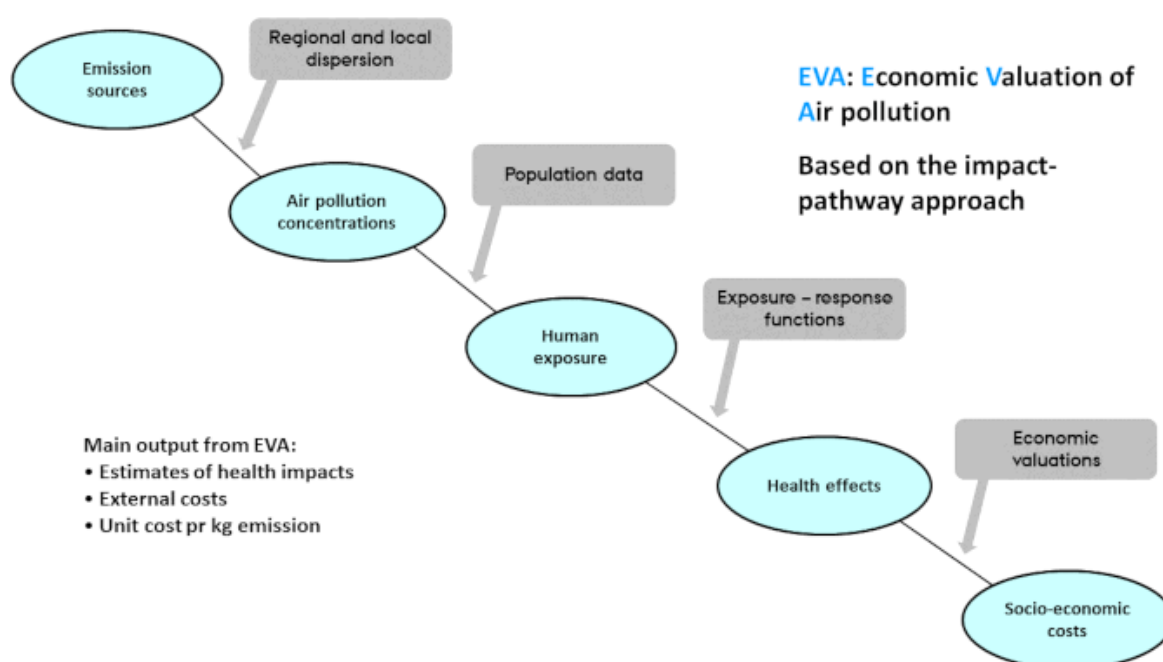 Emission
sources
Regional and local
dispersion
EVA: Economic Valuation of
Air pollution
Based on the impact-
pathway approach
Air pollution
concentrations
Population data
Human
exposure
Exposure – response
functions
Main output from EVA:
• Estimates of health impacts
• External costs
• Unit cost pr kg emission
Health effects
Economic
valuations
Socio-economic
costs